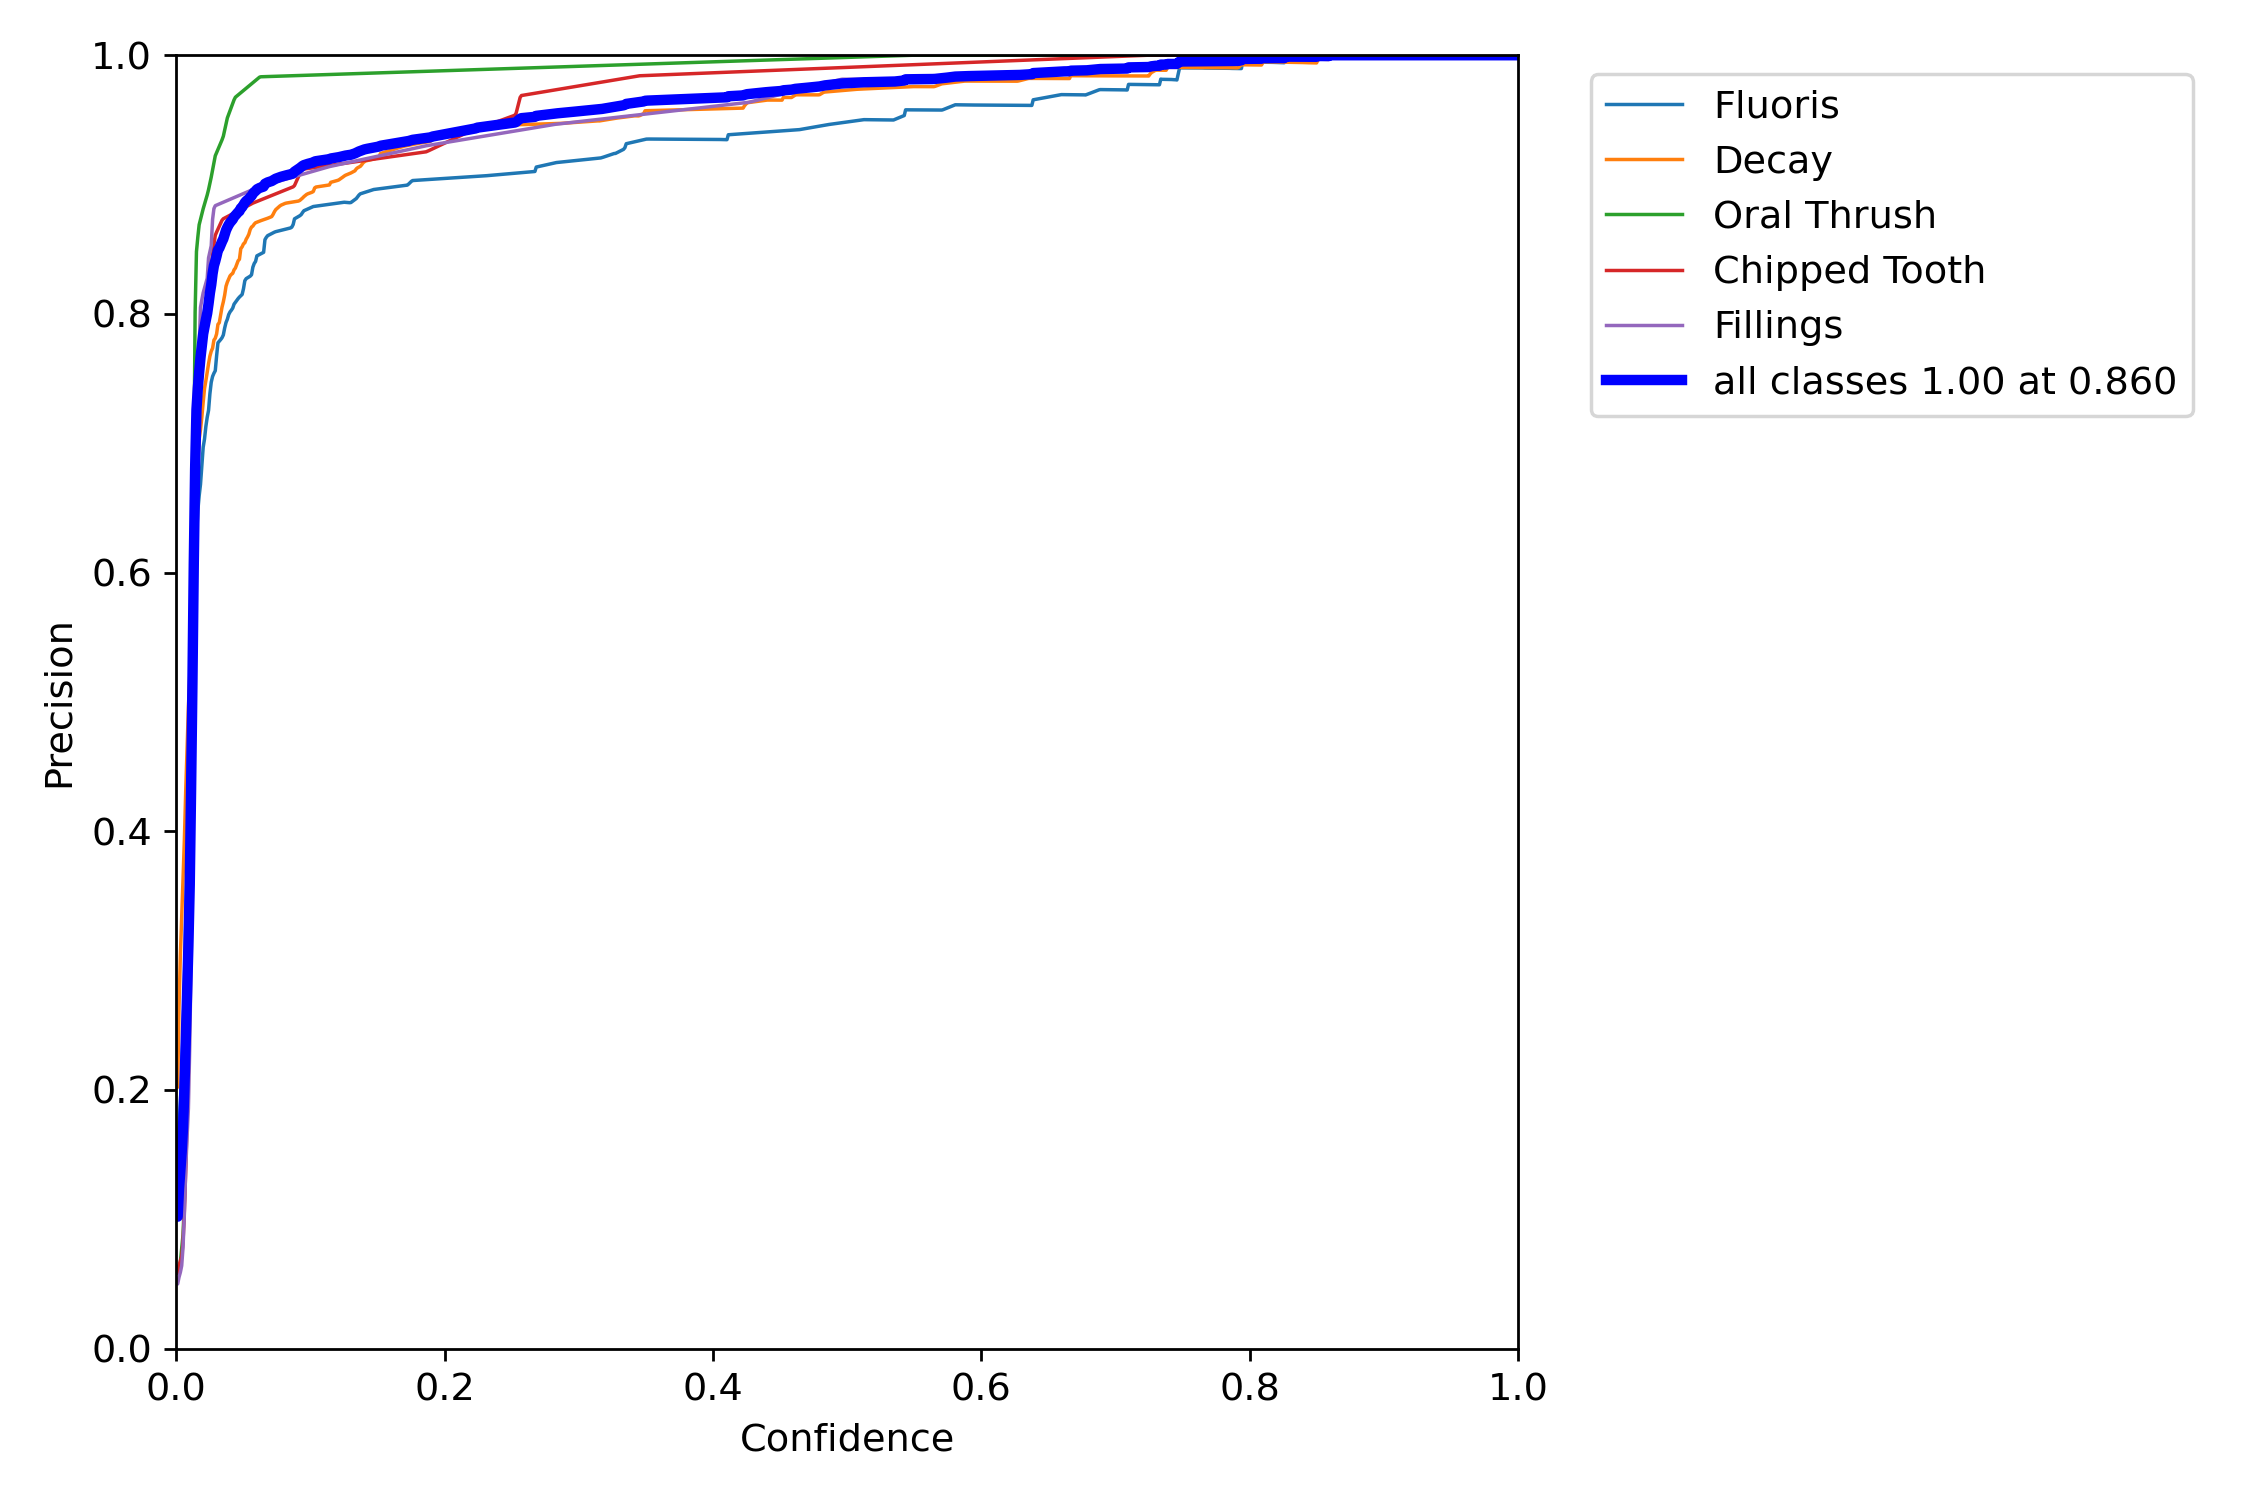 1.0
0.8
0.6
0.4
0.2
0.0
Precision
0.0 0.2 0.4 0.6 0.8 1.0
Confidence
Fluoris
Decay
Oral Thrush
Chipped Tooth
Fillings
all classes 1.00 at 0.860